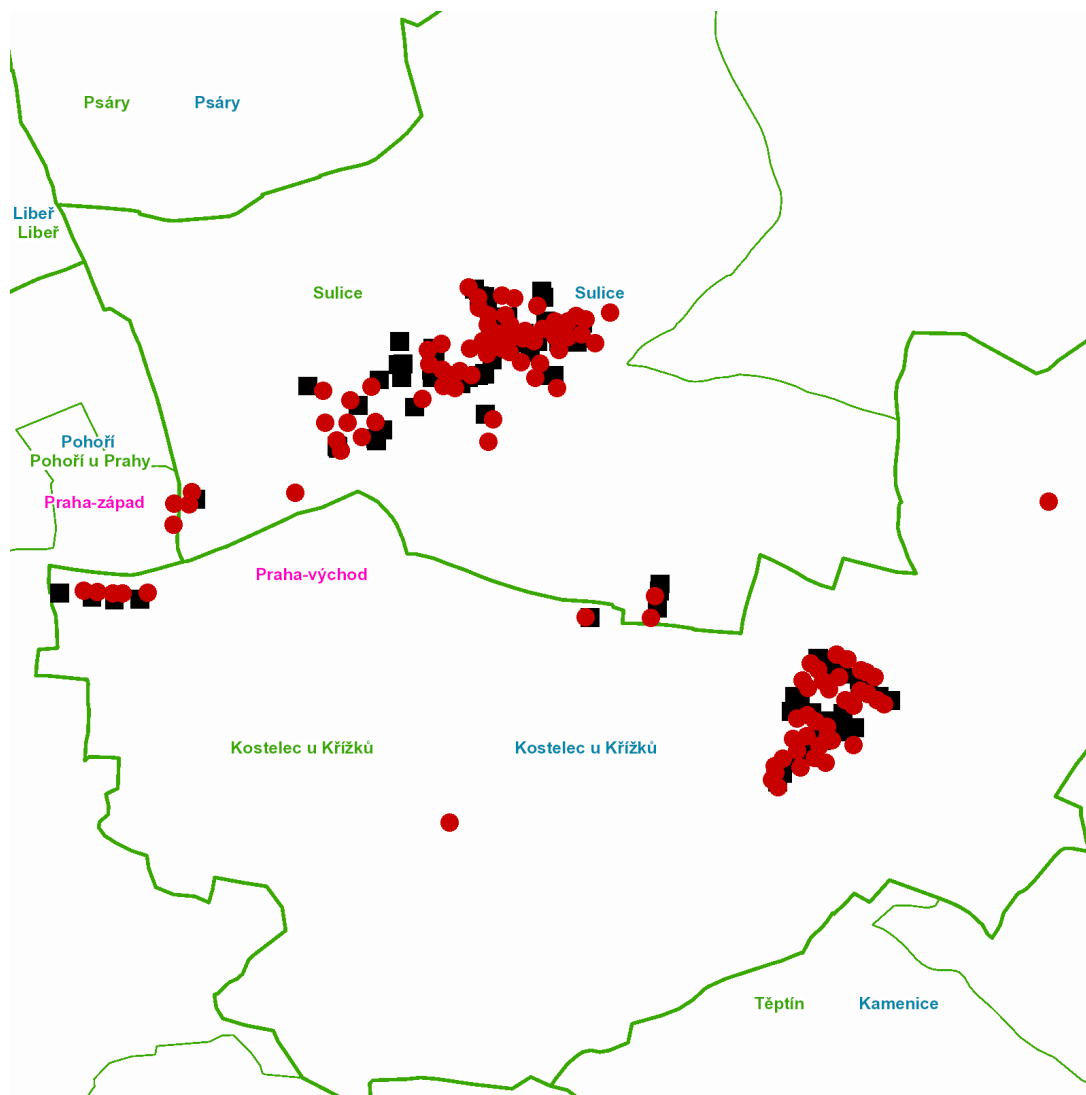 Psáry Psáry
Libeř
Libeř
Sulice Sulice
Pohoří
Pohoří u Prahy
Praha-západ
Praha-východ
Kostelec u Křížků Kostelec u Křížků
Těptín Kamenice